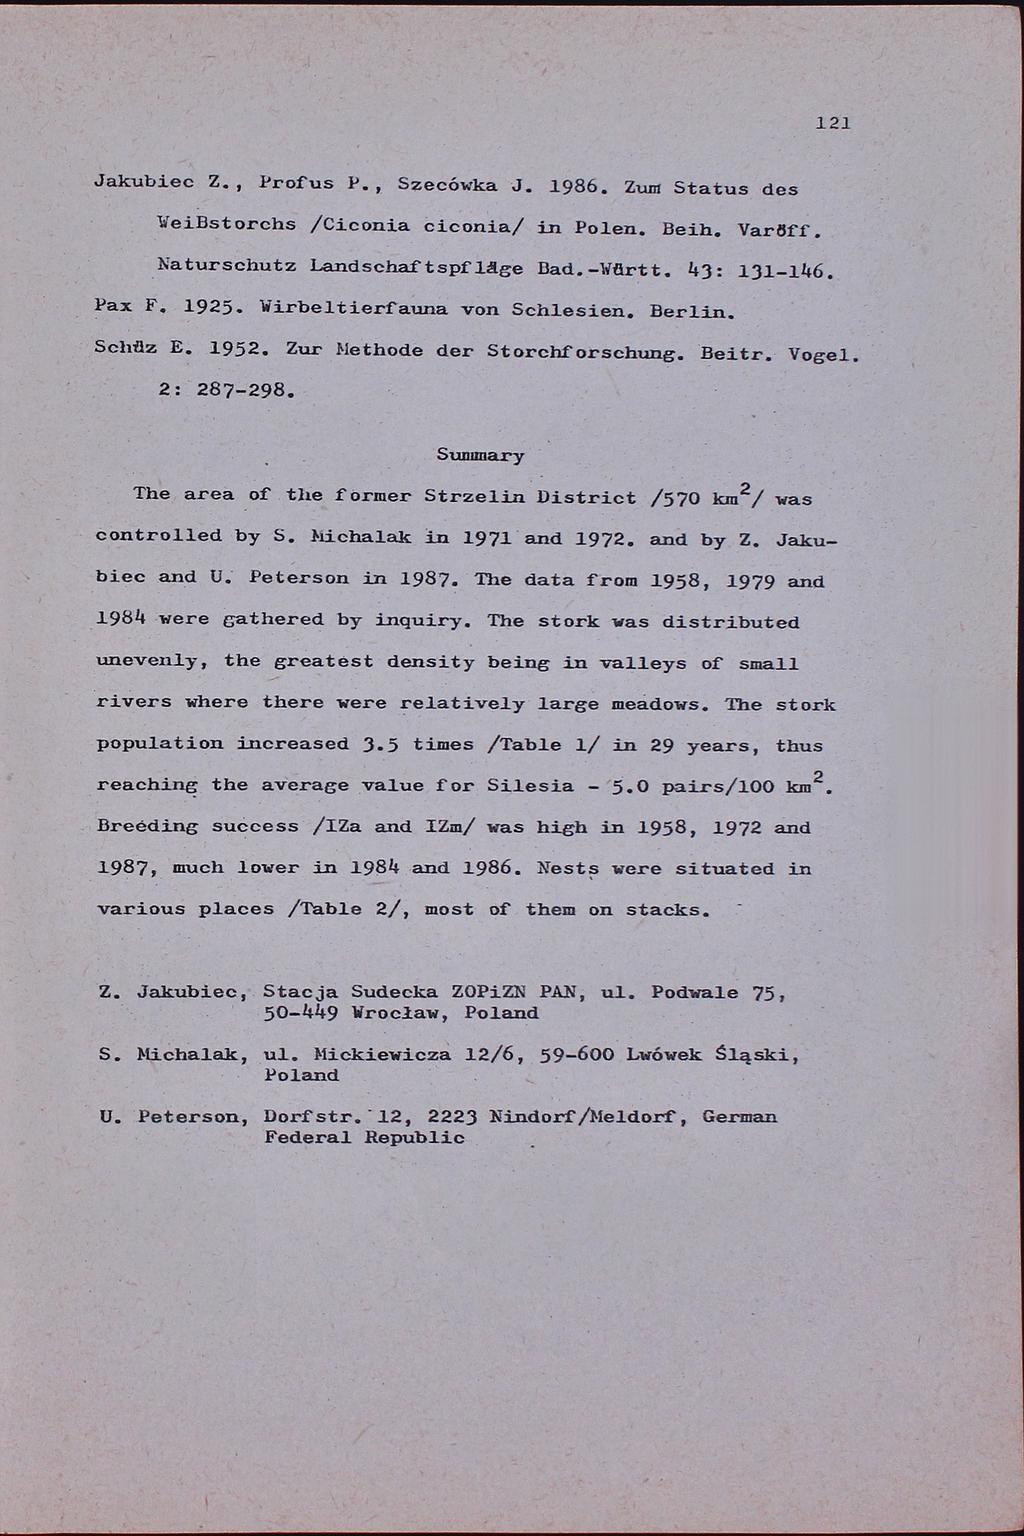 121
Jakubiec Z., Profus P., Szecówka J. 1986. Zum Status des
WeiBstorchs /Ciconia ciconia/ in Polen. Beih. Varöff.
Naturschutz Landschaftspfläge Bad.-Württ. 43: 131-146.
Pax F. 1925. Wirbeltierfauna von Schlesien. Berlin.
Schüz E. 1952. Zur Methode der Storchforschung. Beitr. Vogel.
2: 287-298.
Summary
The area of the former Strzelin District /570 km²/ was
controlled by S. Michalak in 1971 and 1972. and by Z. Jaku-
biec and U. Peterson in 1987. The data from 1958, 1979 and
1984 were gathered by inquiry. The stork was distributed
unevenly, the greatest density being in valleys of small
rivers where there were relatively large meadows. The stork
population increased 3.5 times /Table 1/ in 29 years, thus
reaching the average value for Silesia - 5.0 pairs/100 km².
Breeding success /IZa and IZm/ was high in 1958, 1972 and
1987, much lower in 1984 and 1986. Nests were situated in
various places /Table 2/, most of them on stacks.
Z. Jakubiec, Stacja Sudecka ZOPiZN PAN, ul. Podwale 75,
50-449 Wrocław, Poland
S. Michalak, ul. Mickiewicza 12/6, 59-600 Lwówek Śląski,
Poland
U. Peterson, Dorfstr. 12, 2223 Nindorf/Meldorf, German
Federal Republic